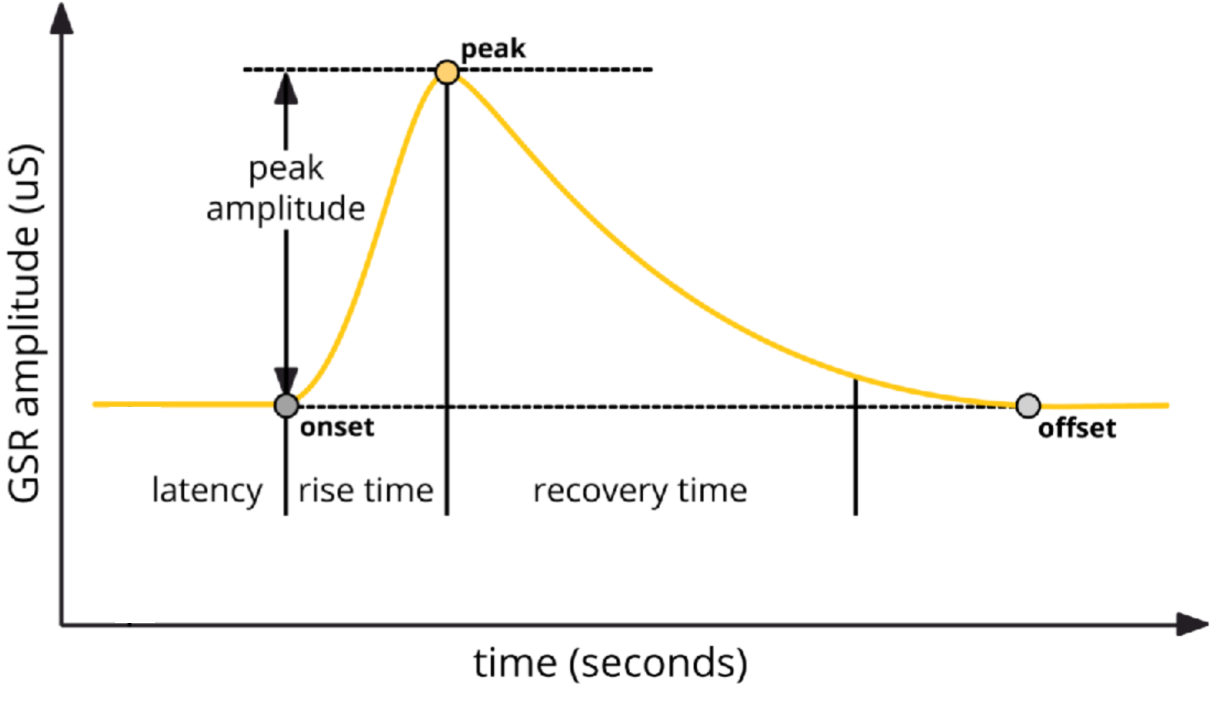 peak
peak
amplitude
GSR amplitude (uS)
onset
offset
latency
rise time
recovery time
time (seconds)